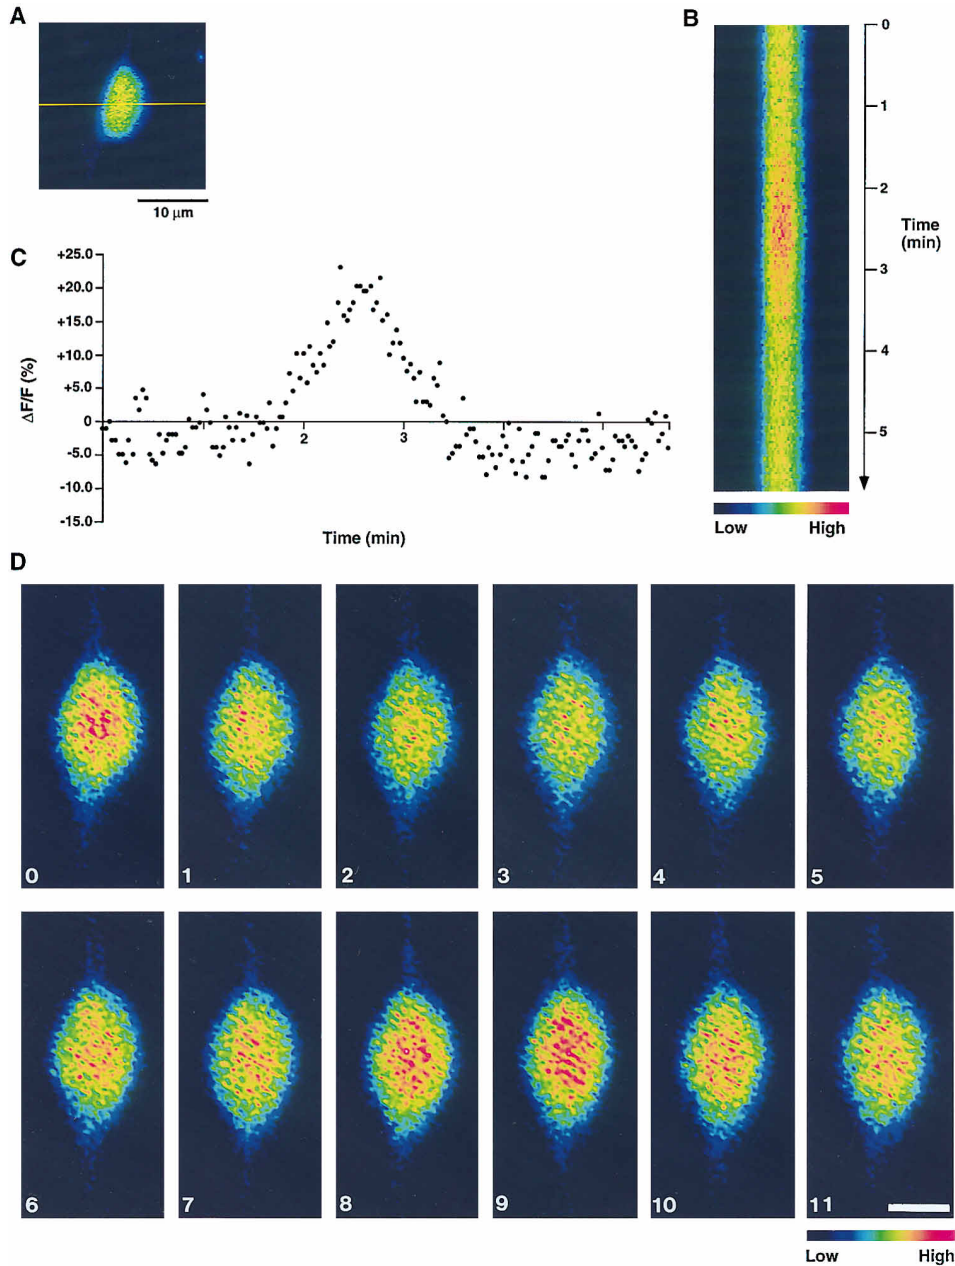 A
10 μm
B
0
1
2
3
4
5
Time
(min)
Low High
C
+25.0
+20.0
+15.0
+10.0
+5.0
0
-5.0
-10.0
-15.0
ΔF/F (%)
2 3
Time (min)
D
0 1 2 3 4 5
6 7 8 9 10 11
Low High